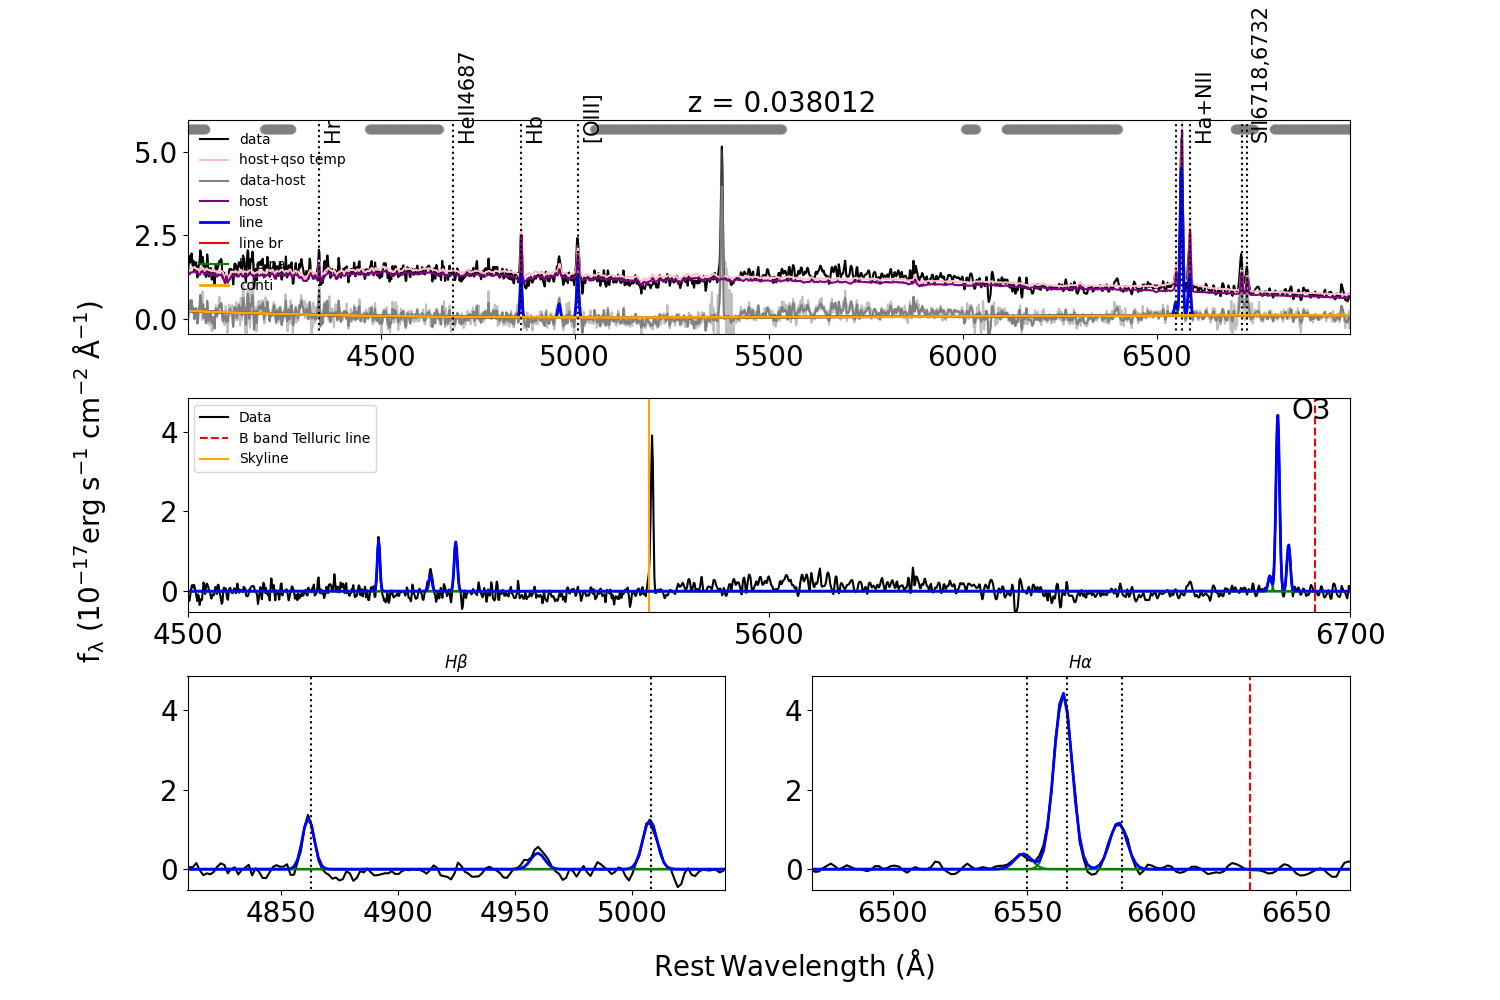 z = 0.038012
Hr
HeII4687
Hb
[OIII]
Ha+NII
SII6718,6732
data
host+qso temp
data-host
host
line
line br
conti
5.0
2.5
0.0
4500 5000 5500 6000 6500
fλ (10⁻¹⁷erg s⁻¹ cm⁻² Å⁻¹)
Data
B band Telluric line
Skyline
O3
4
2
0
4500 5600 6700
Hβ
4
2
0
4850 4900 4950 5000
Hα
4
2
0
6500 6550 6600 6650
Rest Wavelength (Å)